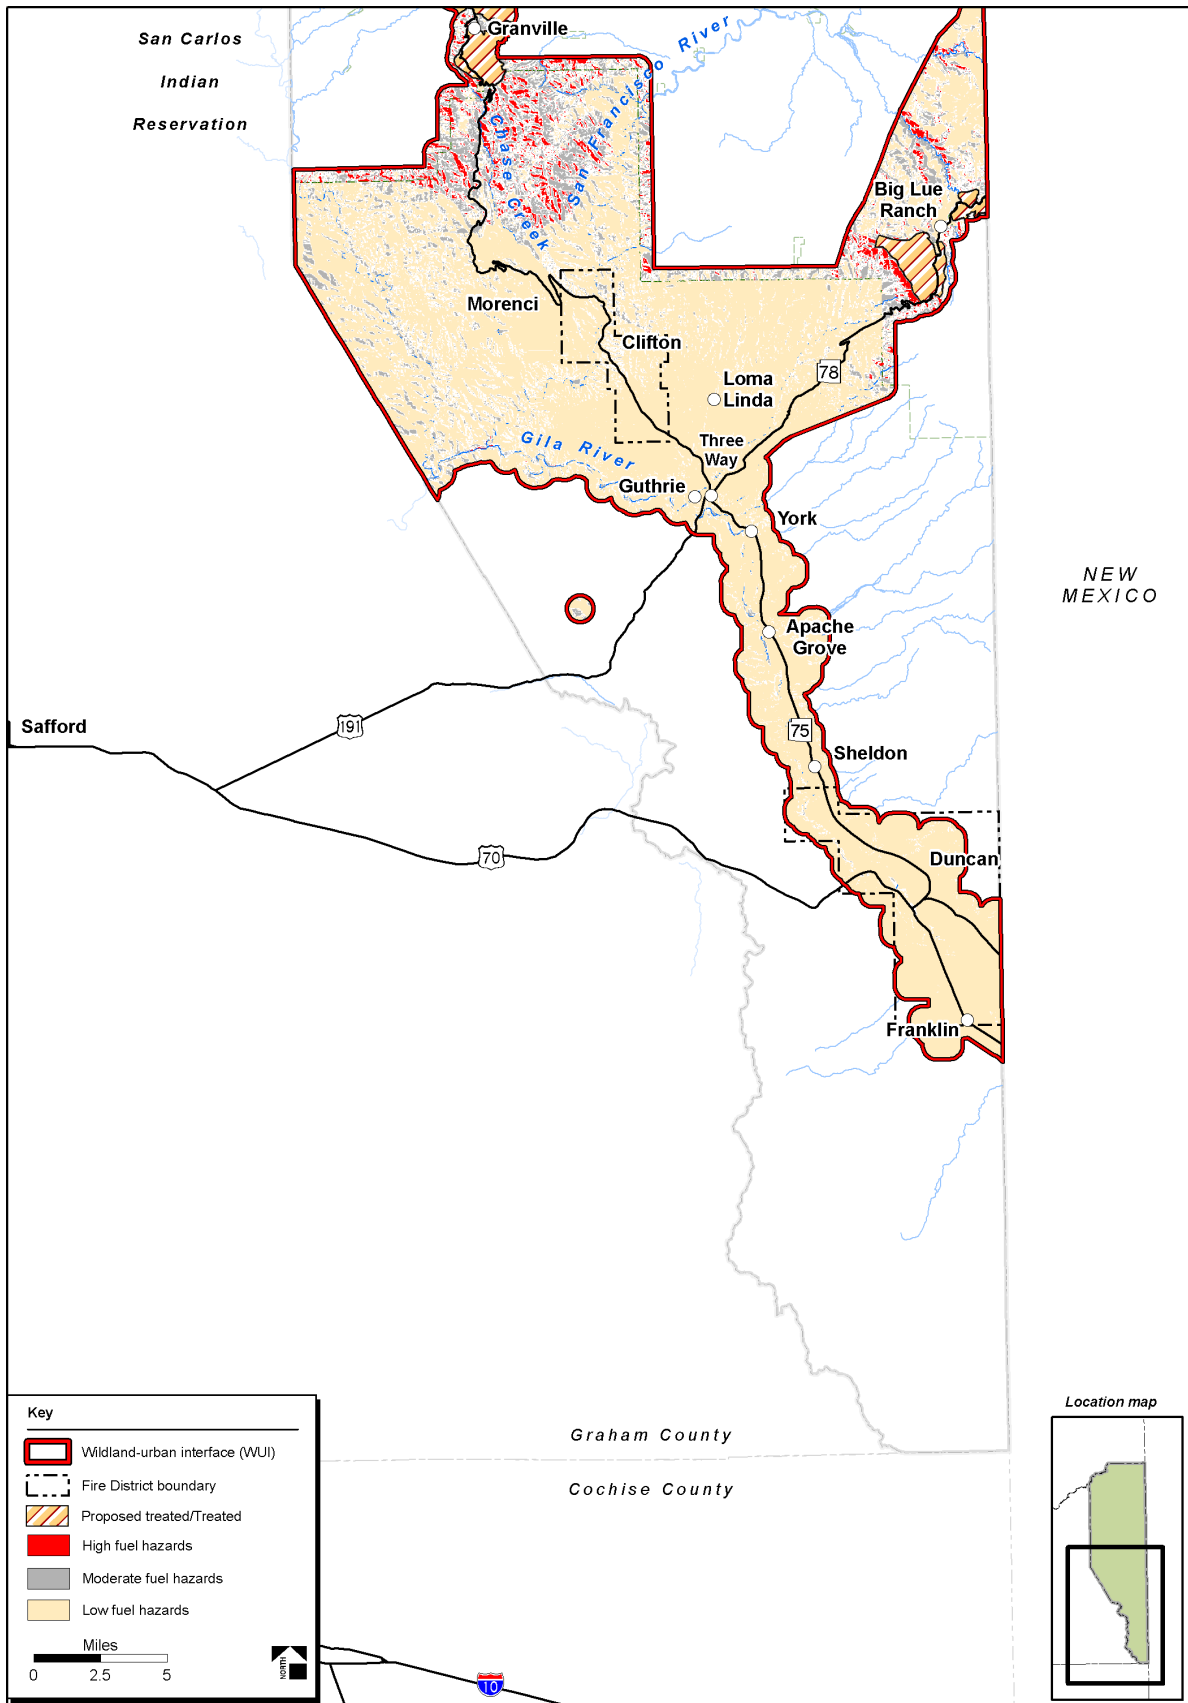 San Carlos
Indian
Reservation
Granville
San Francisco River
Chase Creek
Big Lue
Ranch
Morenci
Clifton
78
Loma
Linda
Gila River
Three
Way
Guthrie
York
NEW
MEXICO
Apache
Grove
Safford
191
75
Sheldon
70
Duncan
Franklin
Graham County
Cochise County
Key
Wildland-urban interface (WUI)
Fire District boundary
Proposed treated/Treated
High fuel hazards
Moderate fuel hazards
Low fuel hazards
Miles
0 2.5 5
NORTH
10
Location map